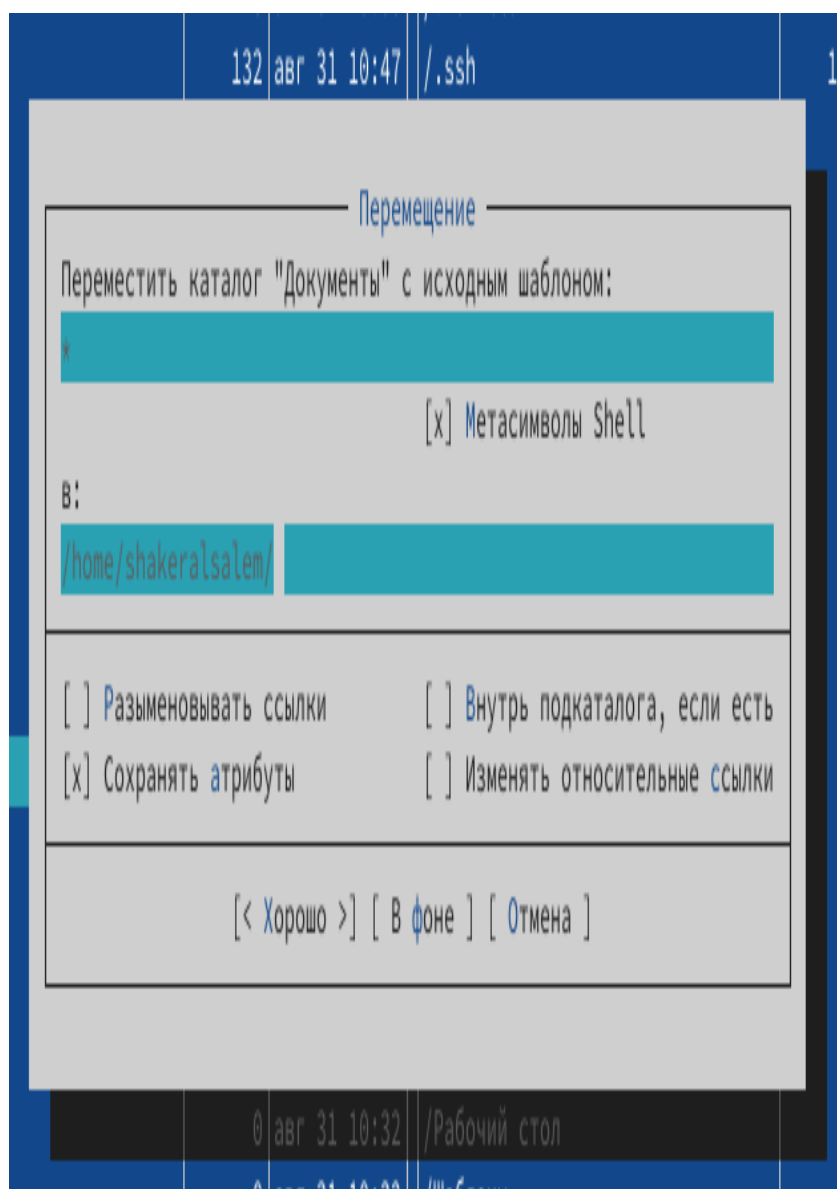 132 авг 31 10:47 /.ssh 1
Перемещение
Переместить каталог "Документы" с исходным шаблоном:
*
[x] Метасимволы Shell
в:
/home/shakeralsalem/
[ ] Разыменовывать ссылки [ ] Внутрь подкаталога, если есть
[x] Сохранять атрибуты [ ] Изменять относительные ссылки
[< Хорошо >] [ В фоне ] [ Отмена ]
0 авг 31 10:32 /Рабочий стол